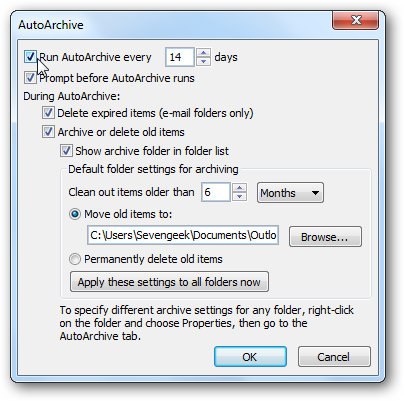 AutoArchive
Run AutoArchive every 14 days
Prompt before AutoArchive runs
During AutoArchive:
Delete expired items (e-mail folders only)
Archive or delete old items
Show archive folder in folder list
Default folder settings for archiving
Clean out items older than 6 Months
Move old items to:
C:\Users\Sevengeek\Documents\Outlo Browse...
Permanently delete old items
Apply these settings to all folders now
To specify different archive settings for any folder, right-click
on the folder and choose Properties, then go to the
AutoArchive tab.
OK Cancel